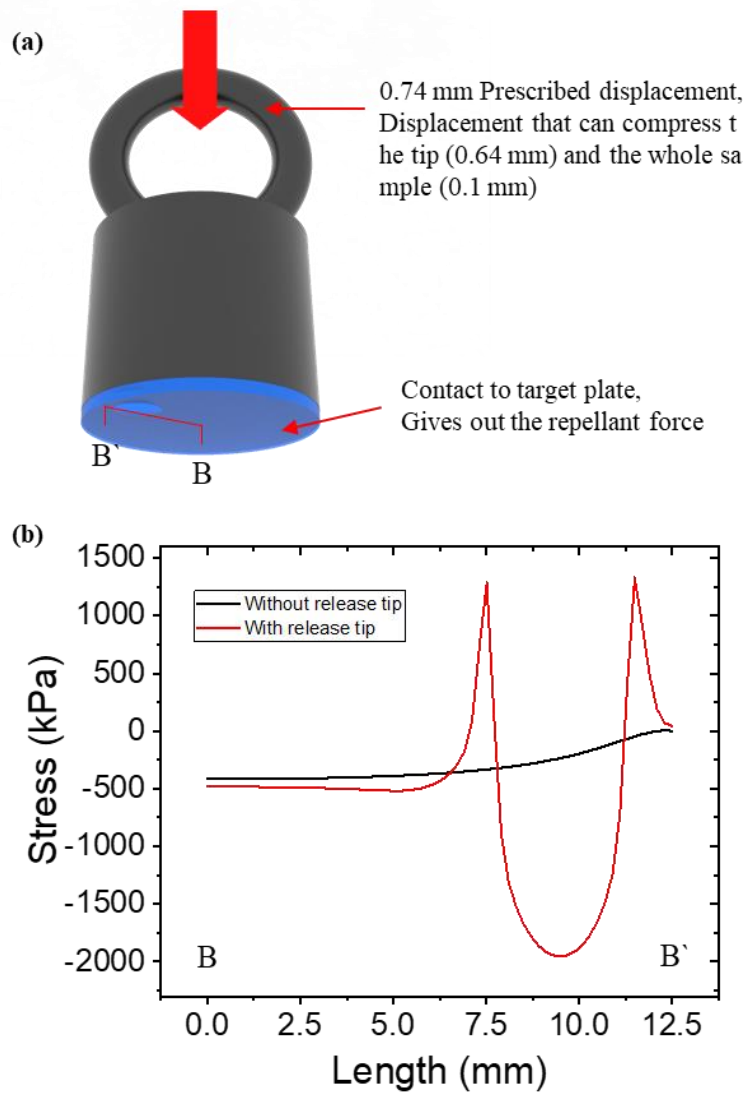 (a)
0.74 mm Prescribed displacement,
Displacement that can compress t
he tip (0.64 mm) and the whole sa
mple (0.1 mm)
Contact to target plate,
Gives out the repellant force
B`
B
(b)
1500
1000
500
0
-500
-1000
-1500
-2000
Stress (kPa)
Without release tip
With release tip
B
B`
0.0
2.5
5.0
7.5
10.0
12.5
Length (mm)